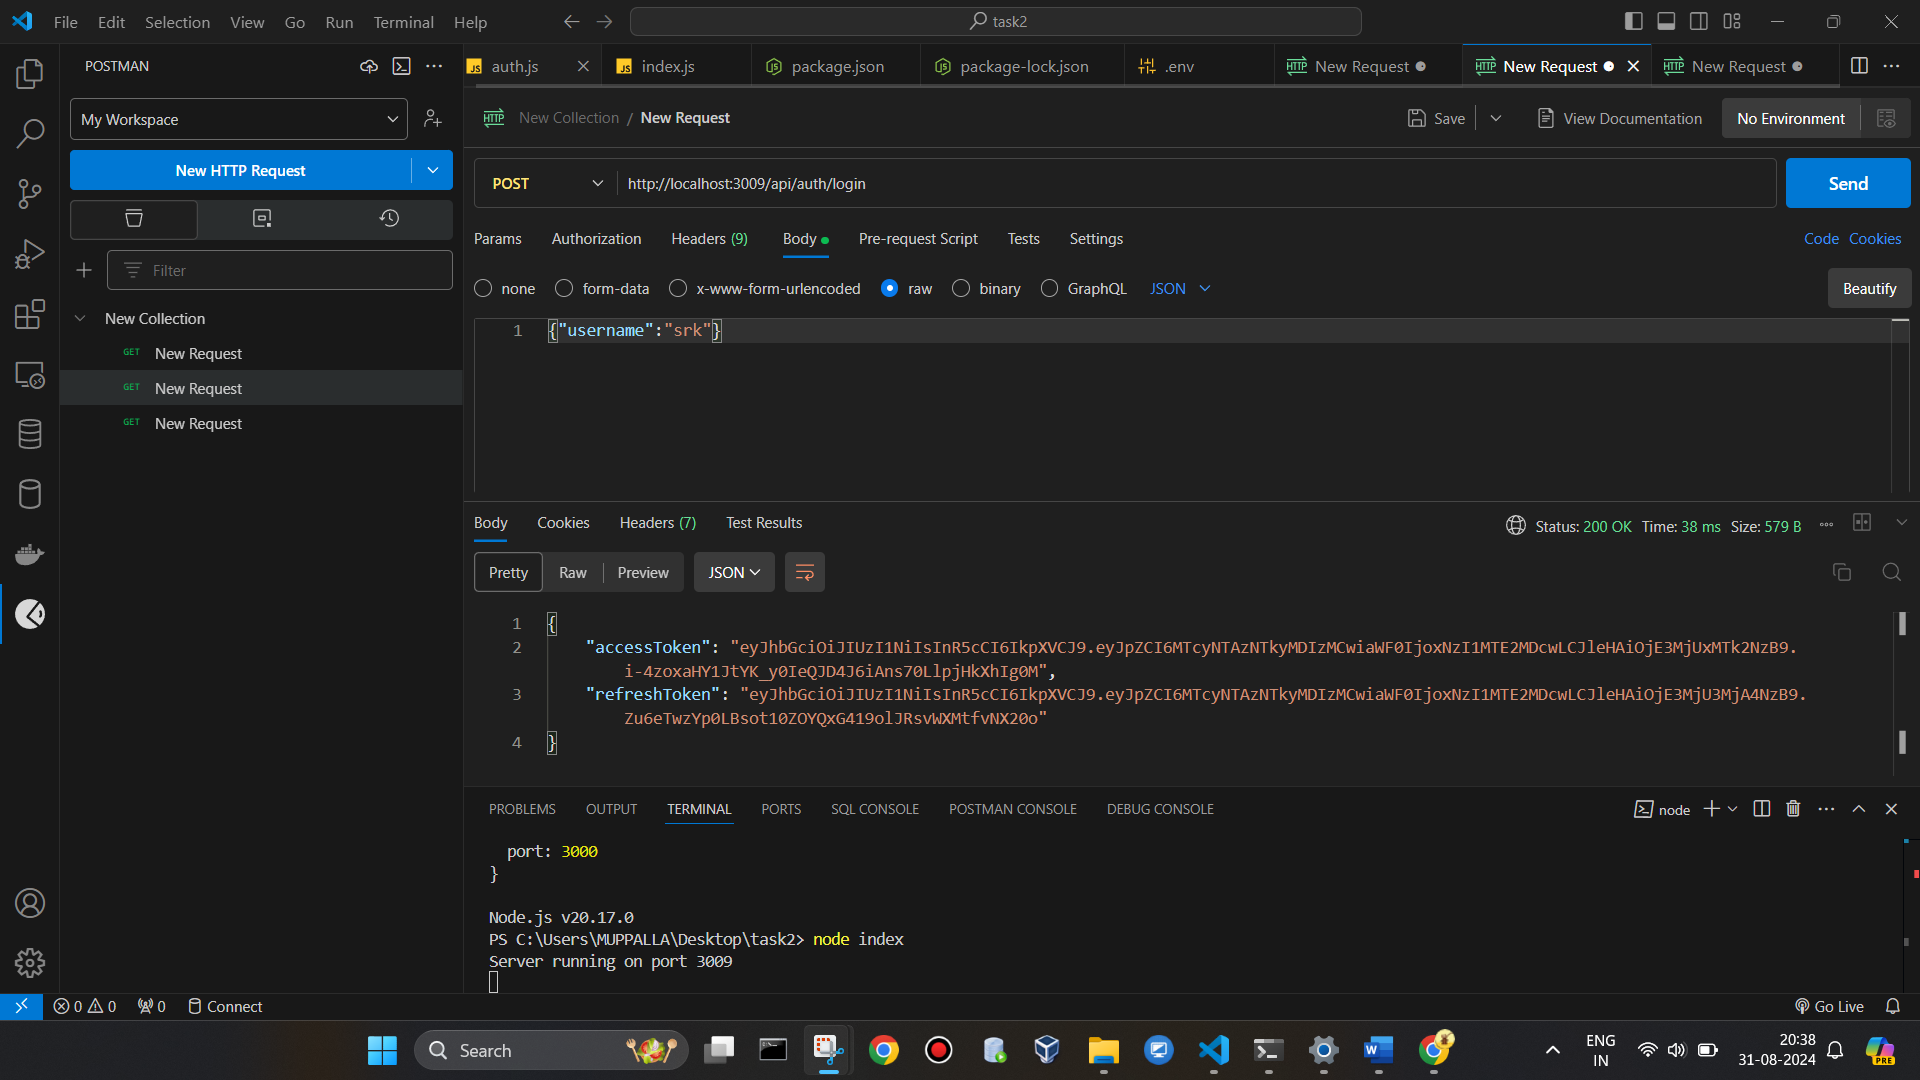 File Edit Selection View Go Run Terminal Help
task2
POSTMAN
auth.js
index.js
package.json
package-lock.json
.env
New Request
New Request
New Request
My Workspace
New HTTP Request
Filter
New Collection
GET New Request
GET New Request
GET New Request
New Collection / New Request
Save
View Documentation
No Environment
POST
http://localhost:3009/api/auth/login
Send
Params Authorization Headers (9) Body Pre-request Script Tests Settings
Code Cookies
none form-data x-www-form-urlencoded raw binary GraphQL JSON
Beautify
1 {"username":"srk"}
Body Cookies Headers (7) Test Results
Status: 200 OK Time: 38 ms Size: 579 B
Pretty Raw Preview JSON
1 {
2 "accessToken": "eyJhbGciOiJIUzI1NiIsInR5cCI6IkpXVCJ9.eyJpZCI6MTcyNTAzNTkyMDIzMCwiaWF0IjoxNzI1MTE2MDcwLCJleHAiOjE3MjUxMTk2NzB9.
i-4zoxaHY1JtYK_y0IeQJD4J6iAns70LlpjHkXhIg0M",
3 "refreshToken": "eyJhbGciOiJIUzI1NiIsInR5cCI6IkpXVCJ9.eyJpZCI6MTcyNTAzNTkyMDIzMCwiaWF0IjoxNzI1MTE2MDcwLCJleHAiOjE3MjU3MjA4NzB9.
Zu6eTwzYp0LBsot10ZOYQxG419olJRsvWXMtfvNX20o"
4 }
PROBLEMS OUTPUT TERMINAL PORTS SQL CONSOLE POSTMAN CONSOLE DEBUG CONSOLE
node
port: 3000
}
Node.js v20.17.0
PS C:\Users\MUPPALLA\Desktop\task2> node index
Server running on port 3009
0 0 0 Connect
Go Live
Search
ENG
IN
20:38
31-08-2024
PRE